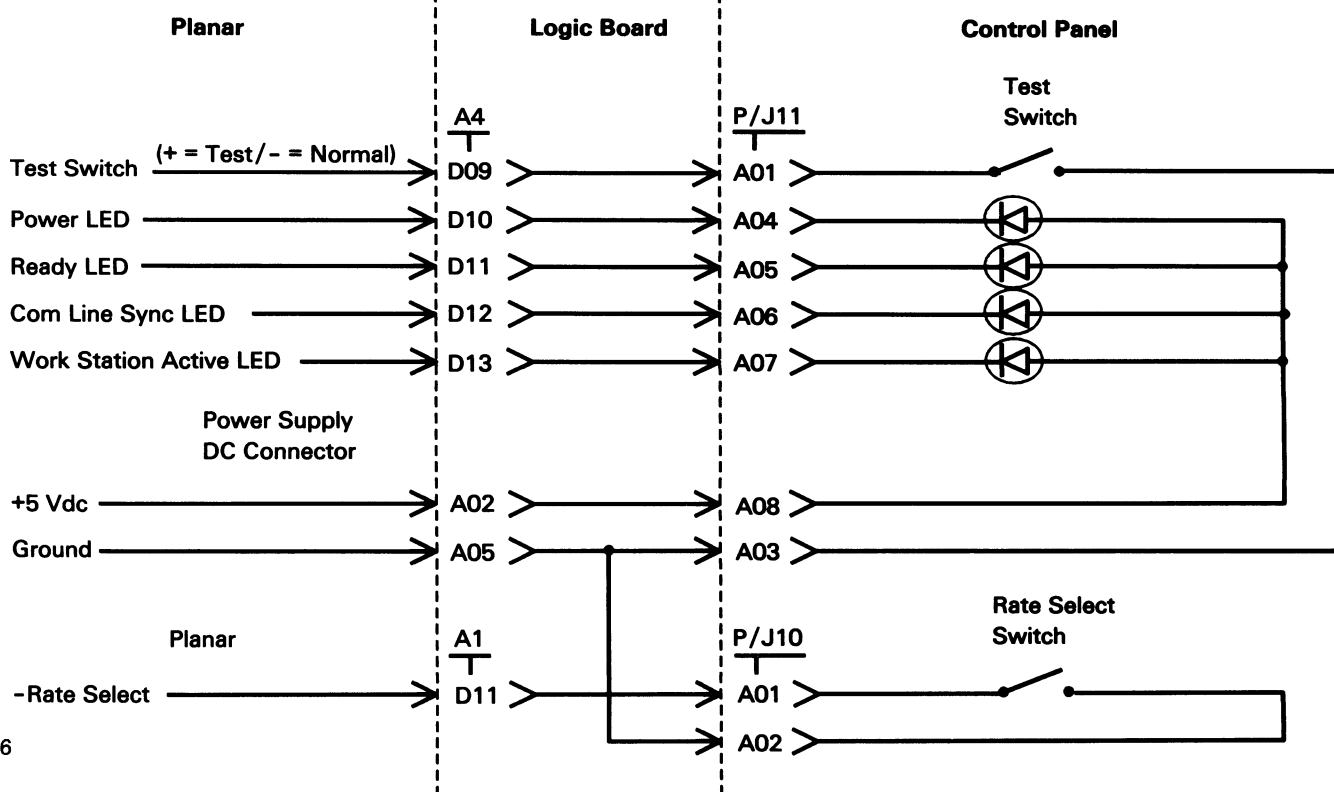 Planar Logic Board Control Panel
Test
Switch
A4 P/J11
Test Switch (+ = Test/- = Normal) D09 A01
Power LED D10 A04
Ready LED D11 A05
Com Line Sync LED D12 A06
Work Station Active LED D13 A07
Power Supply
DC Connector
+5 Vdc A02 A08
Ground A05 A03
Rate Select
Switch
Planar A1 P/J10
-Rate Select D11 A01
A02
6